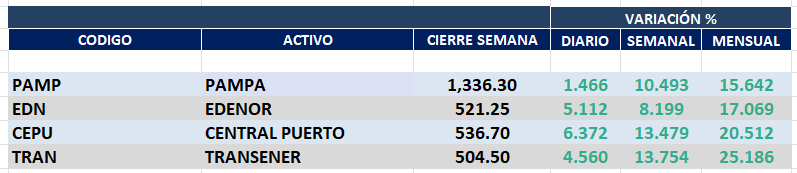 VARIACIÓN %
CODIGO ACTIVO CIERRE SEMANA DIARIO SEMANAL MENSUAL
PAMP PAMPA 1,336.30 1.466 10.493 15.642
EDN EDENOR 521.25 5.112 8.199 17.069
CEPU CENTRAL PUERTO 536.70 6.372 13.479 20.512
TRAN TRANSENER 504.50 4.560 13.754 25.186